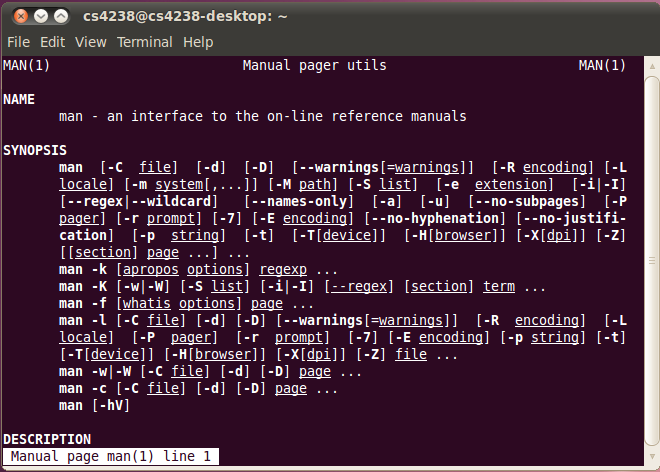 cs4238@cs4238-desktop: ~
File Edit View Terminal Help
MAN(1) Manual pager utils MAN(1)
NAME
man - an interface to the on-line reference manuals
SYNOPSIS
man [-C file] [-d] [-D] [--warnings[=warnings]] [-R encoding] [-L
locale] [-m system[,...]] [-M path] [-S list] [-e extension] [-i|-I]
[--regex|--wildcard] [--names-only] [-a] [-u] [--no-subpages] [-P
pager] [-r prompt] [-7] [-E encoding] [--no-hyphenation] [--no-justifi-
cation] [-p string] [-t] [-T[device]] [-H[browser]] [-X[dpi]] [-Z]
[[section] page ...] ...
man -k [apropos options] regexp ...
man -K [-w|-W] [-S list] [-i|-I] [--regex] [section] term ...
man -f [whatis options] page ...
man -l [-C file] [-d] [-D] [--warnings[=warnings]] [-R encoding] [-L
locale] [-P pager] [-r prompt] [-7] [-E encoding] [-p string] [-t]
[-T[device]] [-H[browser]] [-X[dpi]] [-Z] file ...
man -w|-W [-C file] [-d] [-D] page ...
man -c [-C file] [-d] [-D] page ...
man [-hV]
DESCRIPTION
Manual page man(1) line 1